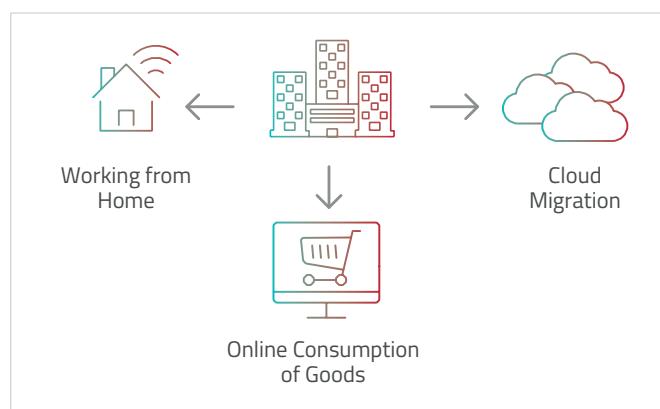 Working from
Home
Cloud
Migration
Online Consumption
of Goods